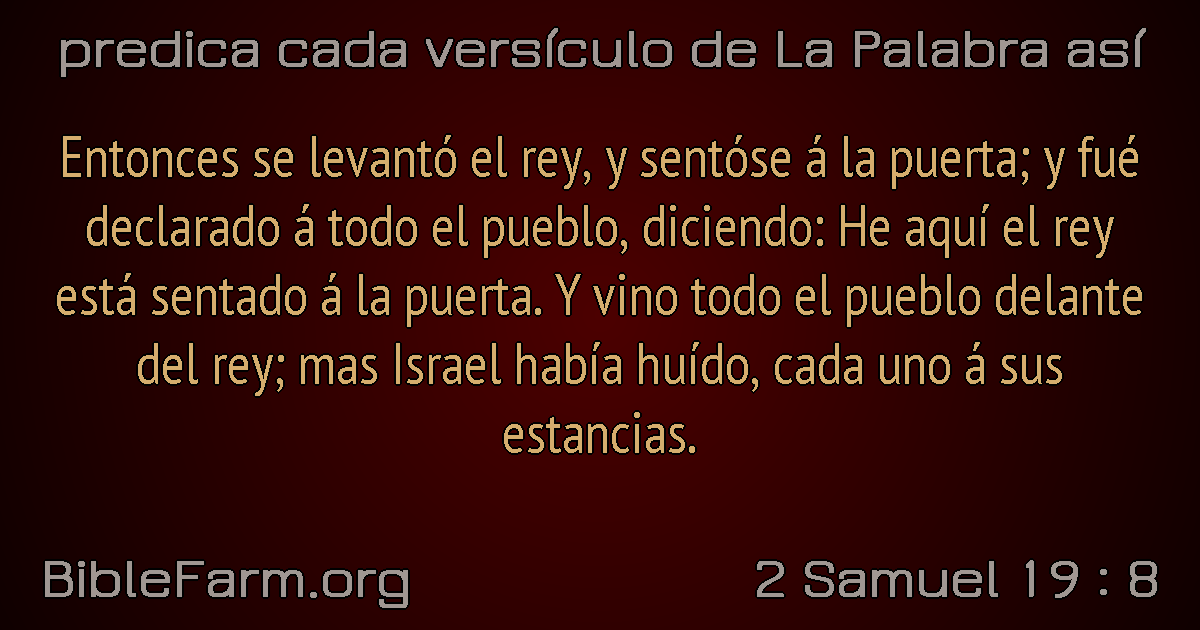 predica cada versículo de La Palabra así
Entonces se levantó el rey, y sentóse á la puerta; y fué
declarado á todo el pueblo, diciendo: He aquí el rey
está sentado á la puerta. Y vino todo el pueblo delante
del rey; mas Israel había huído, cada uno á sus
estancias.
BibleFarm.org
2 Samuel 19 : 8